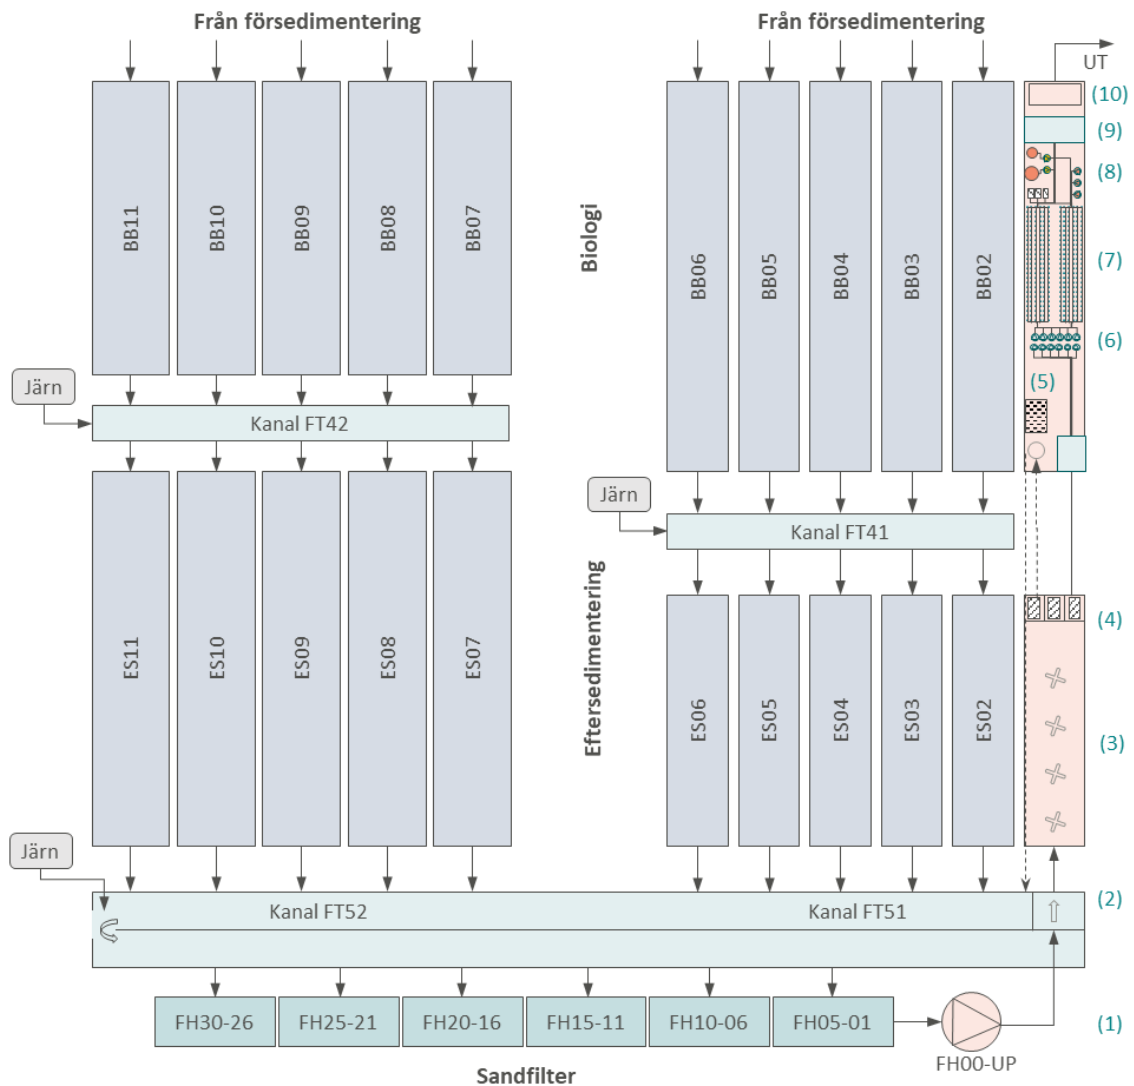 Från försedimentering
Från försedimentering
UT
(10)
(9)
(8)
(7)
(6)
(5)
BB11
BB10
BB09
BB08
BB07
Biologi
BB06
BB05
BB04
BB03
BB02
Järn
Kanal FT42
Järn
Kanal FT41
ES11
ES10
ES09
ES08
ES07
Eftersedimentering
ES06
ES05
ES04
ES03
ES02
(4)
(3)
Järn
Kanal FT52
Kanal FT51
(2)
FH30-26
FH25-21
FH20-16
FH15-11
FH10-06
FH05-01
FH00-UP
(1)
Sandfilter